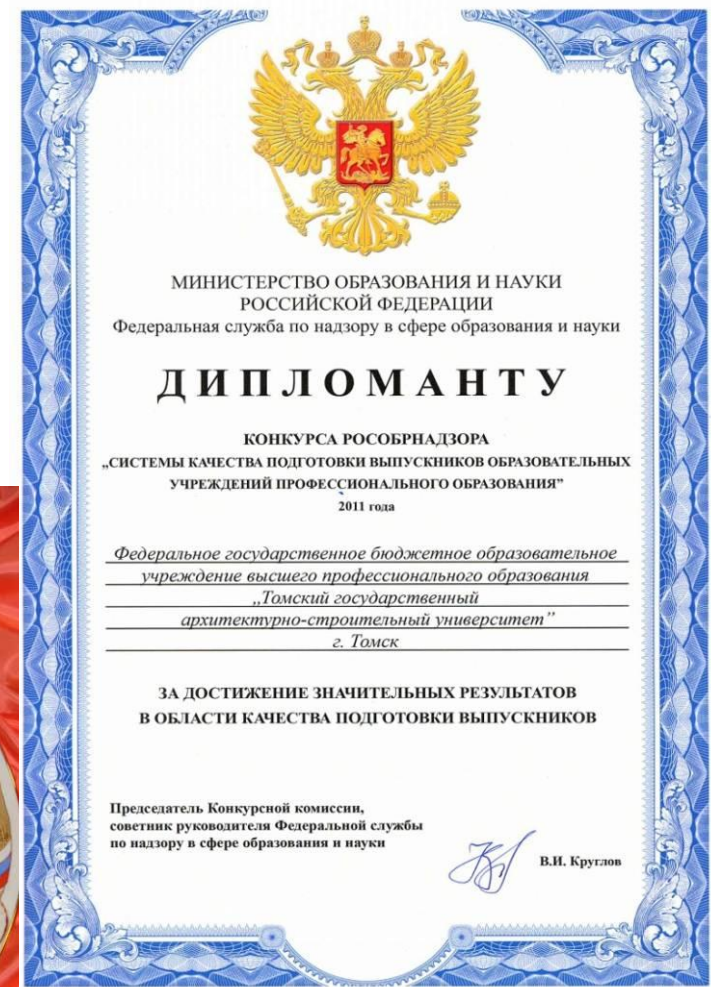 МИНИСТЕРСТВО ОБРАЗОВАНИЯ И НАУКИ
РОССИЙСКОЙ ФЕДЕРАЦИИ
Федеральная служба по надзору в сфере образования и науки
ДИПЛОМАНТУ
КОНКУРСА РОСОБРНАДЗОРА
„СИСТЕМЫ КАЧЕСТВА ПОДГОТОВКИ ВЫПУСКНИКОВ ОБРАЗОВАТЕЛЬНЫХ
УЧРЕЖДЕНИЙ ПРОФЕССИОНАЛЬНОГО ОБРАЗОВАНИЯ”
2011 года
Федеральное государственное бюджетное образовательное
учреждение высшего профессионального образования
„Томский государственный
архитектурно-строительный университет”
г. Томск
ЗА ДОСТИЖЕНИЕ ЗНАЧИТЕЛЬНЫХ РЕЗУЛЬТАТОВ
В ОБЛАСТИ КАЧЕСТВА ПОДГОТОВКИ ВЫПУСКНИКОВ
Председатель Конкурсной комиссии,
советник руководителя Федеральной службы
по надзору в сфере образования и науки
В.И. Круглов